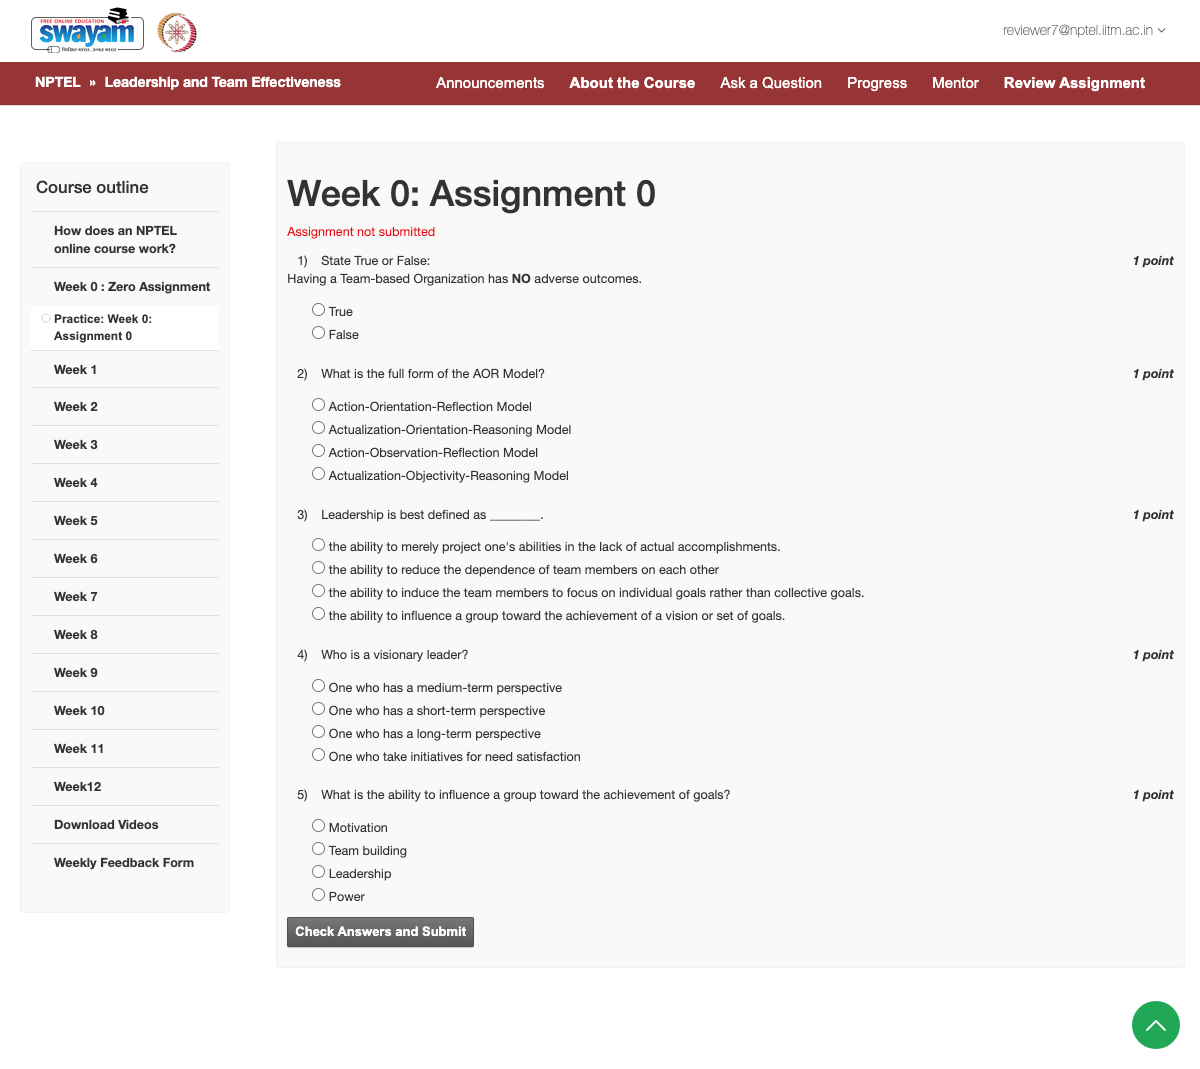 FREE ONLINE EDUCATION
swayam
reviewer7@nptel.iitm.ac.in
NPTEL » Leadership and Team Effectiveness
Announcements About the Course Ask a Question Progress Mentor Review Assignment
Course outline
How does an NPTEL
online course work?
Week 0 : Zero Assignment
Practice: Week 0:
Assignment 0
Week 1
Week 2
Week 3
Week 4
Week 5
Week 6
Week 7
Week 8
Week 9
Week 10
Week 11
Week12
Download Videos
Weekly Feedback Form
Week 0: Assignment 0
Assignment not submitted
1) State True or False: 1 point
Having a Team-based Organization has NO adverse outcomes.
True
False
2) What is the full form of the AOR Model? 1 point
Action-Orientation-Reflection Model
Actualization-Orientation-Reasoning Model
Action-Observation-Reflection Model
Actualization-Objectivity-Reasoning Model
3) Leadership is best defined as ________. 1 point
the ability to merely project one's abilities in the lack of actual accomplishments.
the ability to reduce the dependence of team members on each other
the ability to induce the team members to focus on individual goals rather than collective goals.
the ability to influence a group toward the achievement of a vision or set of goals.
4) Who is a visionary leader? 1 point
One who has a medium-term perspective
One who has a short-term perspective
One who has a long-term perspective
One who take initiatives for need satisfaction
5) What is the ability to influence a group toward the achievement of goals? 1 point
Motivation
Team building
Leadership
Power
Check Answers and Submit